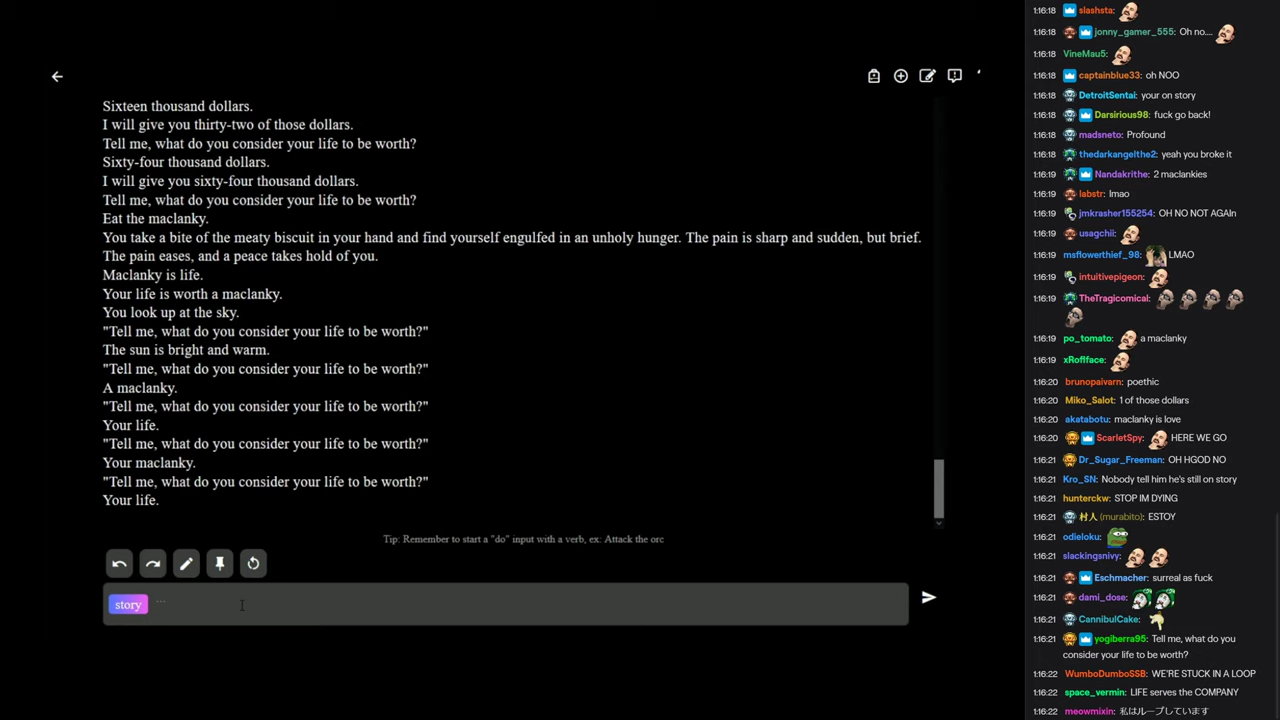 Sixteen thousand dollars.
I will give you thirty-two of those dollars.
Tell me, what do you consider your life to be worth?
Sixty-four thousand dollars.
I will give you sixty-four thousand dollars.
Tell me, what do you consider your life to be worth?
Eat the maclanky.
You take a bite of the meaty biscuit in your hand and find yourself engulfed in an unholy hunger. The pain is sharp and sudden, but brief.
The pain eases, and a peace takes hold of you.
Maclanky is life.
Your life is worth a maclanky.
You look up at the sky.
"Tell me, what do you consider your life to be worth?"
The sun is bright and warm.
"Tell me, what do you consider your life to be worth?"
A maclanky.
"Tell me, what do you consider your life to be worth?"
Your life.
"Tell me, what do you consider your life to be worth?"
Your maclanky.
"Tell me, what do you consider your life to be worth?"
Your life.
Tip: Remember to start a "do" input with a verb, ex: Attack the orc
story ...
1:16:18 slashsta:
1:16:18 jonny_gamer_555: Oh no....
1:16:18 VineMau5:
1:16:18 captainblue33: oh NOO
1:16:18 DetroitSentai: your on story
1:16:18 Darsirious98: fuck go back!
1:16:18 madsneto: Profound
1:16:18 thedarkangelthe2: yeah you broke it
1:16:19 Nandakrithe: 2 maclankies
1:16:19 labstr: lmao
1:16:19 jmkrasher155254: OH NO NOT AGAIn
1:16:19 usagchii:
1:16:19 msflowerthief_98: LMAO
1:16:19 intuitivepigeon:
1:16:19 TheTragicomical:
1:16:19 po_tomato: a maclanky
1:16:19 xRoflface:
1:16:20 brunopaivarn: poethic
1:16:20 Miko_Salot: 1 of those dollars
1:16:20 akatabotu: maclanky is love
1:16:20 ScarletSpy: HERE WE GO
1:16:21 Dr_Sugar_Freeman: OH HGOD NO
1:16:21 Kro_SN: Nobody tell him he's still on story
1:16:21 hunterckw: STOP IM DYING
1:16:21 村人 (murabito): ESTOY
1:16:21 odieloku:
1:16:21 slackingsnivy:
1:16:21 Eschmacher: surreal as fuck
1:16:21 dami_dose:
1:16:21 CannibulCake:
1:16:21 yogiberra95: Tell me, what do you
consider your life to be worth?
1:16:22 WumboDumboSSB: WE'RE STUCK IN A LOOP
1:16:22 space_vermin: LIFE serves the COMPANY
1:16:22 meowmixin: 私はループしています